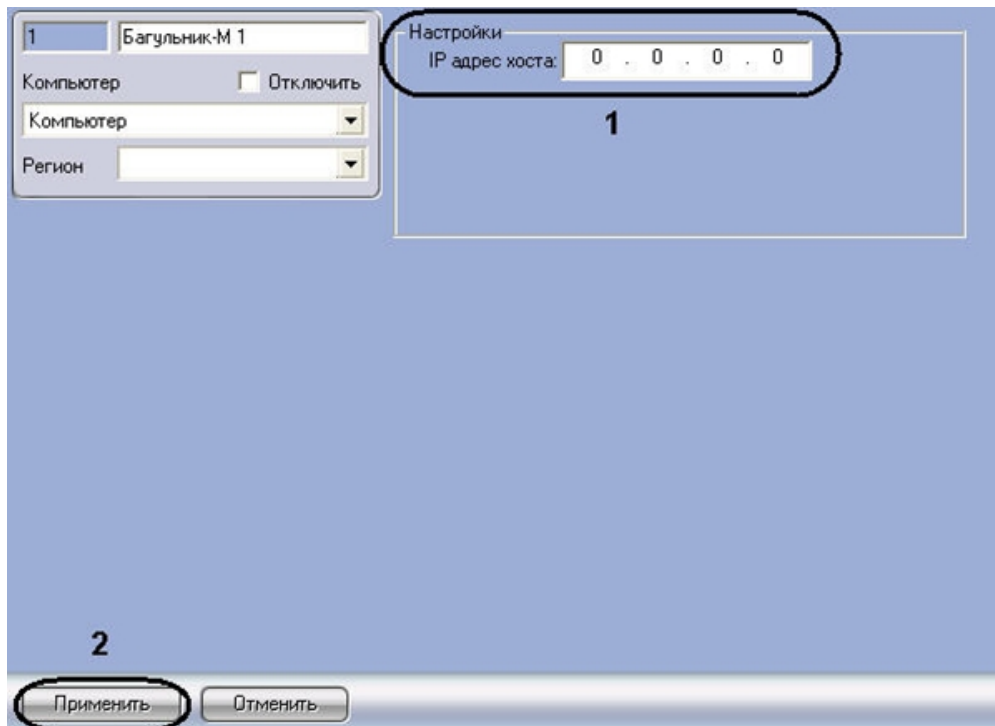 1 Багульник-М 1
Компьютер Отключить
Компьютер
Регион
Настройки
IP адрес хоста: 0 . 0 . 0 . 0
1
2
Применить Отменить